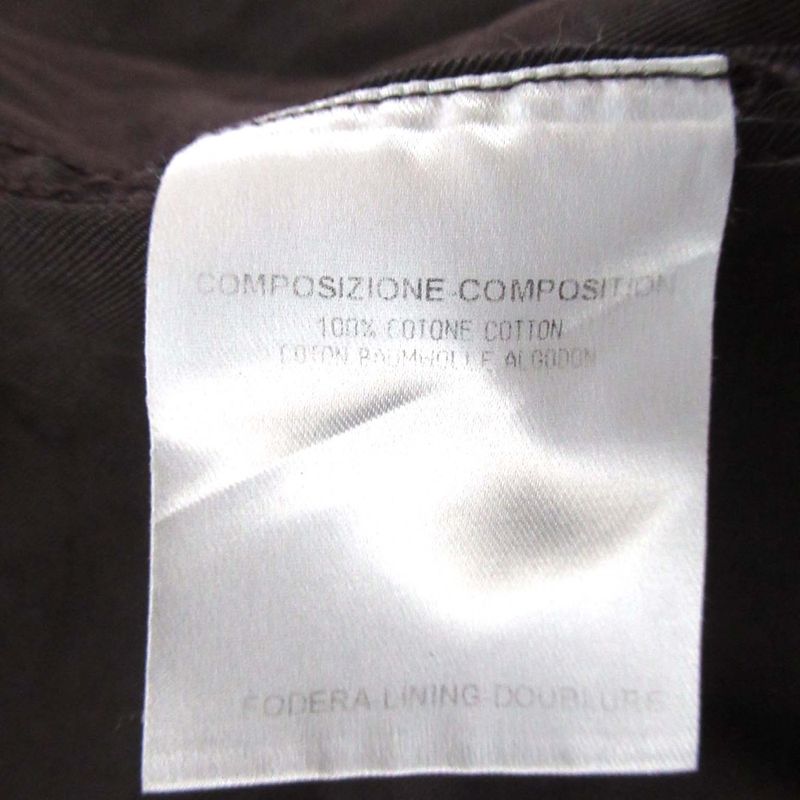 COMPOSIZIONE-COMPOSITION
100% COTONE COTTON
COTON BAUMWOLLE ALGODON
FODERA-LINING-DOUBLURE